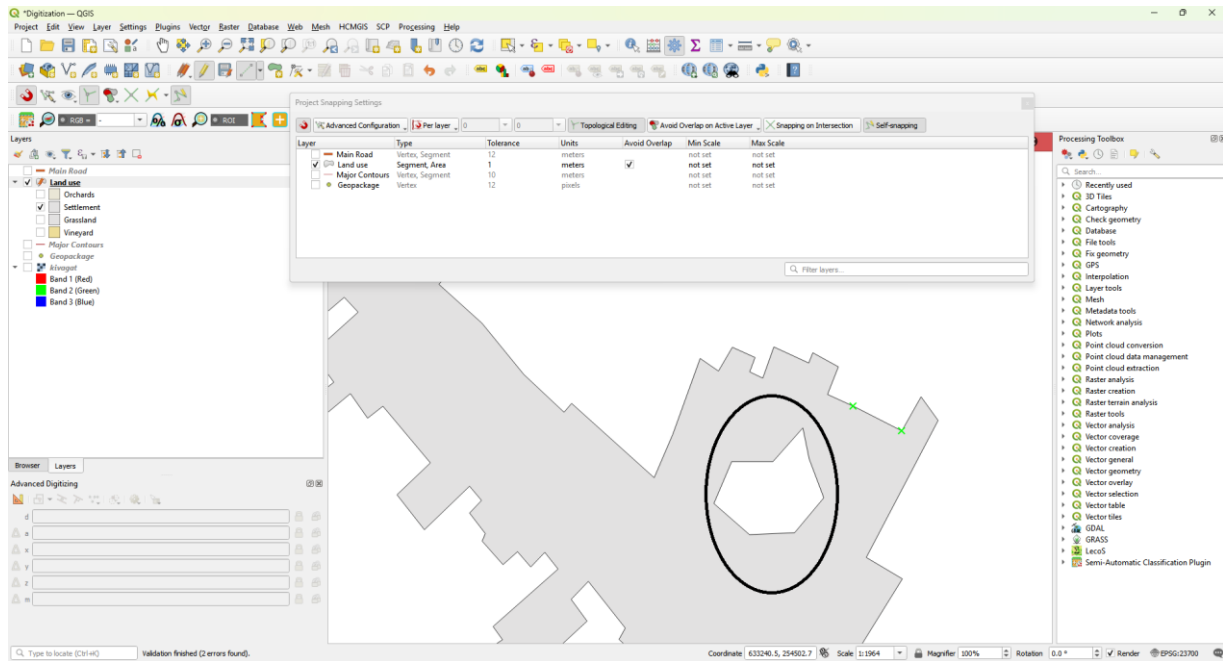 *Digitization — QGIS
Project Edit View Layer Settings Plugins Vector Raster Database Web Mesh HCMGIS SCP Processing Help
RGB = -
ROI
Project Snapping Settings
Advanced Configuration Per layer 0 0 Topological Editing Avoid Overlap on Active Layer Snapping on Intersection Self-snapping
Layer Type Tolerance Units Avoid Overlap Min Scale Max Scale
Main Road Vertex, Segment 12 meters not set not set
Land use Segment, Area 1 meters not set not set
Major Contours Vertex, Segment 10 meters not set not set
Geopackage Vertex 12 pixels not set not set
Filter layers...
Layers
Main Road
Land use
Orchards
Settlement
Grassland
Vineyard
Major Contours
Geopackage
kivagat
Band 1 (Red)
Band 2 (Green)
Band 3 (Blue)
Browser Layers
Advanced Digitizing
d
a
x
y
z
m
Processing Toolbox
Search...
Recently used
3D Tiles
Cartography
Check geometry
Database
File tools
Fix geometry
GPS
Interpolation
Layer tools
Mesh
Metadata tools
Network analysis
Plots
Point cloud conversion
Point cloud data management
Point cloud extraction
Raster analysis
Raster creation
Raster terrain analysis
Raster tools
Vector analysis
Vector coverage
Vector creation
Vector general
Vector geometry
Vector overlay
Vector selection
Vector table
Vector tiles
GDAL
GRASS
LecoS
Semi-Automatic Classification Plugin
Type to locate (Ctrl+K) Validation finished (2 errors found). Coordinate 633240.5, 254502.7 Scale 1:1964 Magnifier 100% Rotation 0.0 ° Render EPSG:23700